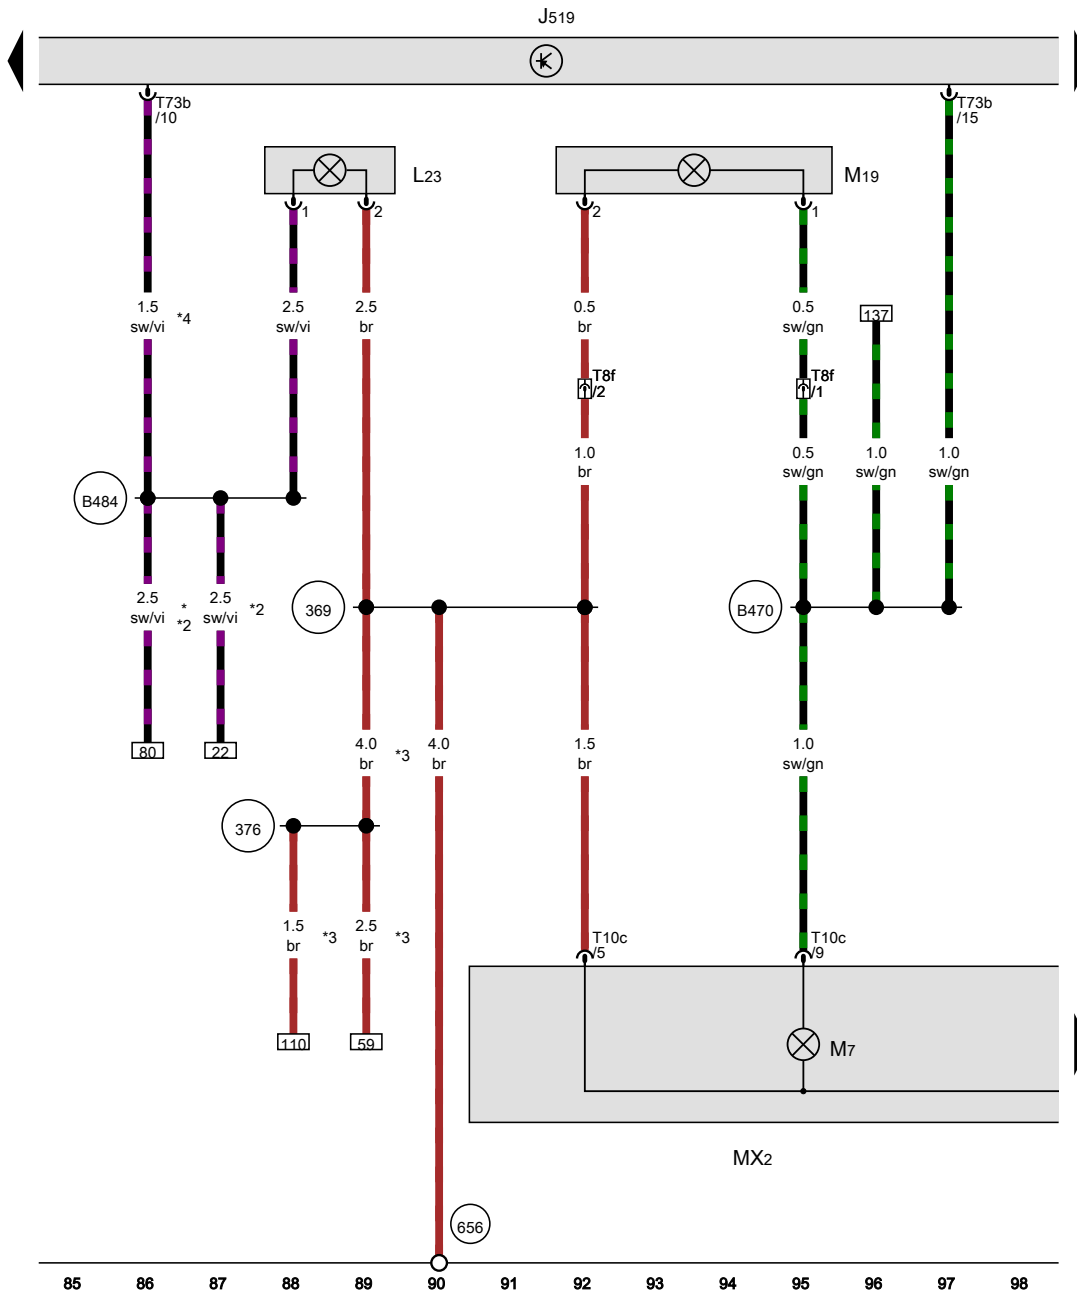 J519
T73b
/10
T73b
/15
L23
M19
1
2
2
1
1.5
sw/vi
*4
2.5
sw/vi
2.5
br
0.5
br
0.5
sw/gn
137
T8f
/2
T8f
/1
1.0
br
0.5
sw/gn
1.0
sw/gn
1.0
sw/gn
B484
2.5
sw/vi
*
*2
2.5
sw/vi
*2
369
B470
80
22
4.0
br
*3
4.0
br
1.5
br
1.0
sw/gn
376
1.5
br
*3
2.5
br
*3
T10c
/5
T10c
/9
110
59
M7
MX2
656
85 86 87 88 89 90 91 92 93 94 95 96 97 98